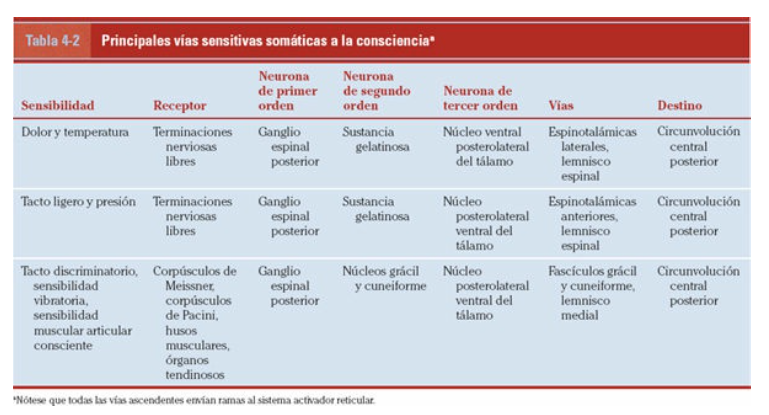 Tabla 4-2 Principales vías sensitivas somáticas a la consciencia*
Neurona Neurona
de primer de segundo Neurona de
Sensibilidad Receptor orden orden tercer orden Vías Destino
Dolor y temperatura Terminaciones Ganglio Sustancia Núcleo ventral Espinotalámicas Circunvolución
nerviosas espinal gelatinosa posterolateral laterales, central
libres posterior del tálamo lemnisco posterior
espinal
Tacto ligero y presión Terminaciones Ganglio Sustancia Núcleo Espinotalámicas Circunvolución
nerviosas espinal gelatinosa posterolateral anteriores, central
libres posterior ventral del lemnisco posterior
tálamo espinal
Tacto discriminatorio, Corpúsculos de Ganglio Núcleos grácil Núcleo Fascículos grácil Circunvolución
sensibilidad Meissner, espinal y cuneiforme posterolateral y cuneiforme, central
vibratoria, corpúsculos posterior ventral del lemnisco posterior
sensibilidad de Pacini, tálamo medial
muscular articular husos
consciente musculares,
órganos
tendinosos
*Nótese que todas las vías ascendentes envían ramas al sistema activador reticular.